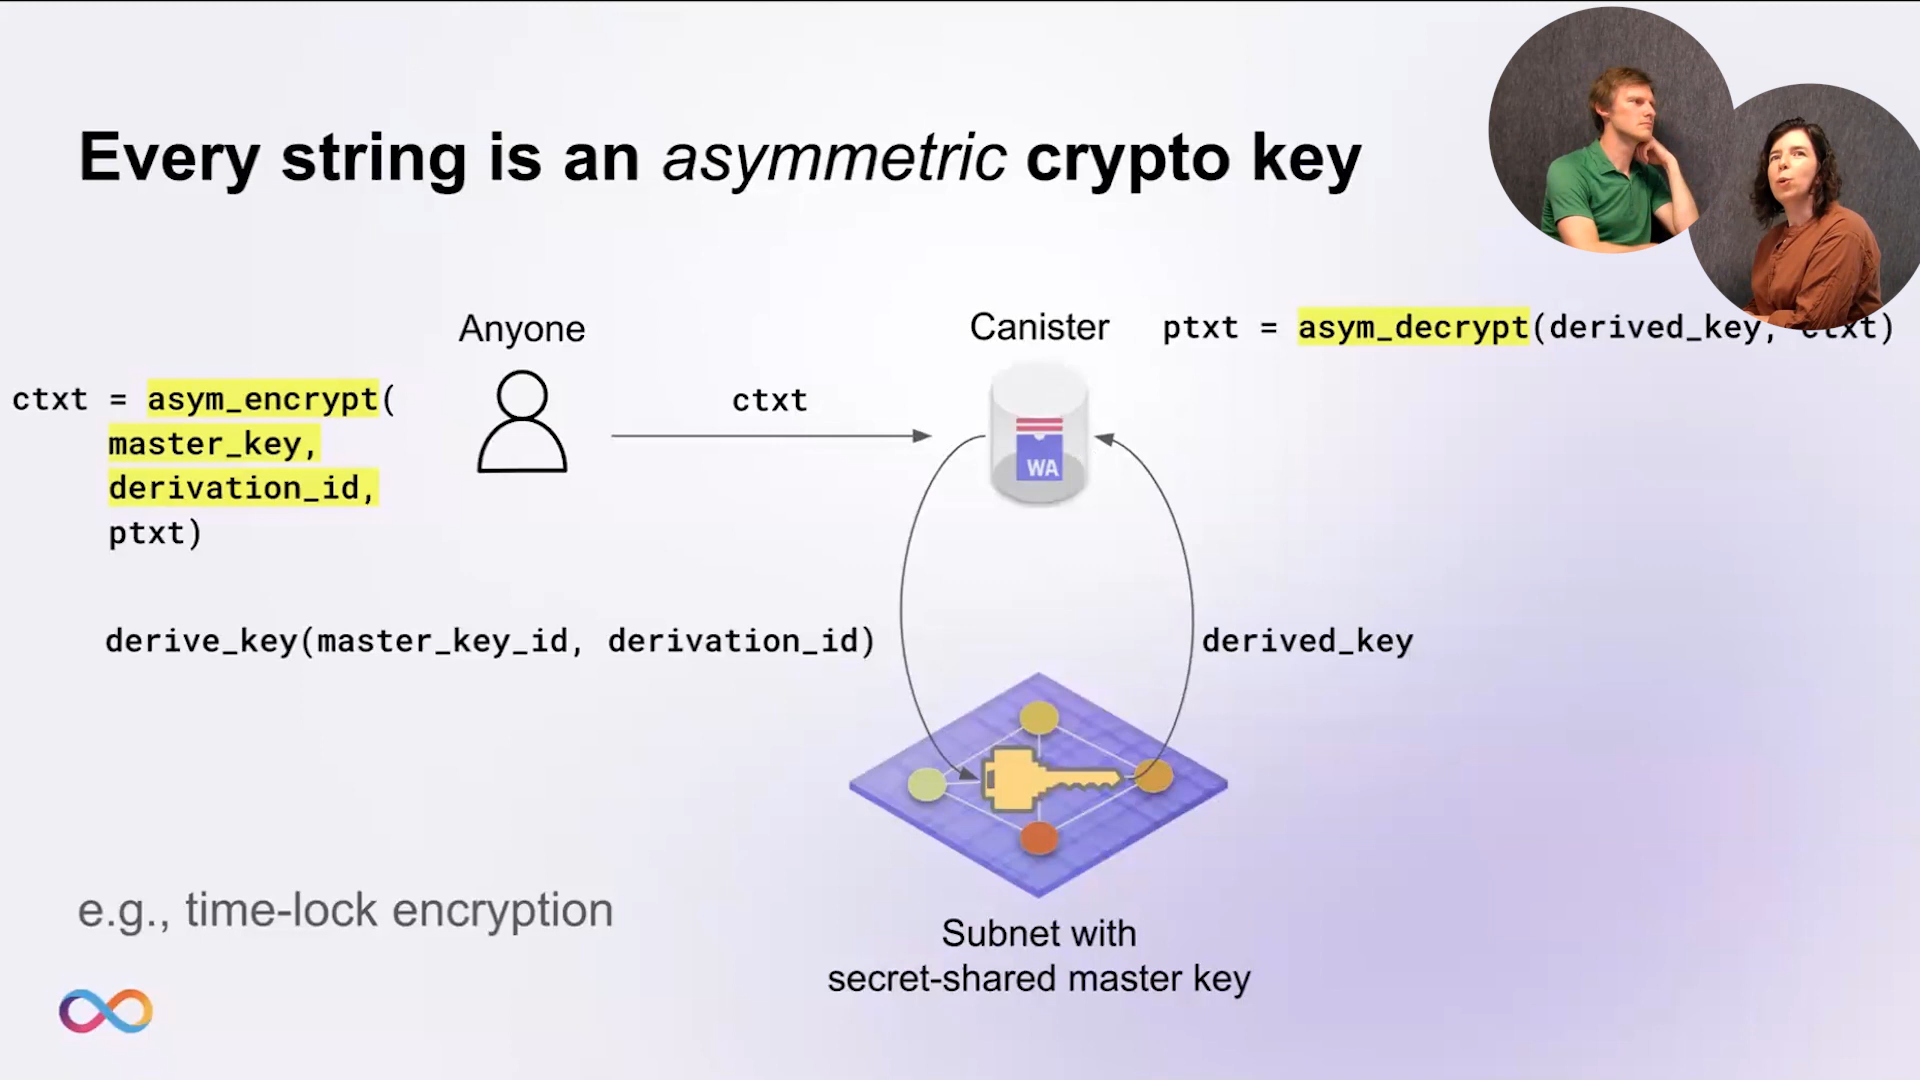 Every string is an asymmetric crypto key
Anyone
Canister
ptxt = asym_decrypt(derived_key, ctxt)
ctxt = asym_encrypt(
master_key,
derivation_id,
ptxt)
ctxt
WA
derive_key(master_key_id, derivation_id)
derived_key
e.g., time-lock encryption
Subnet with
secret-shared master key